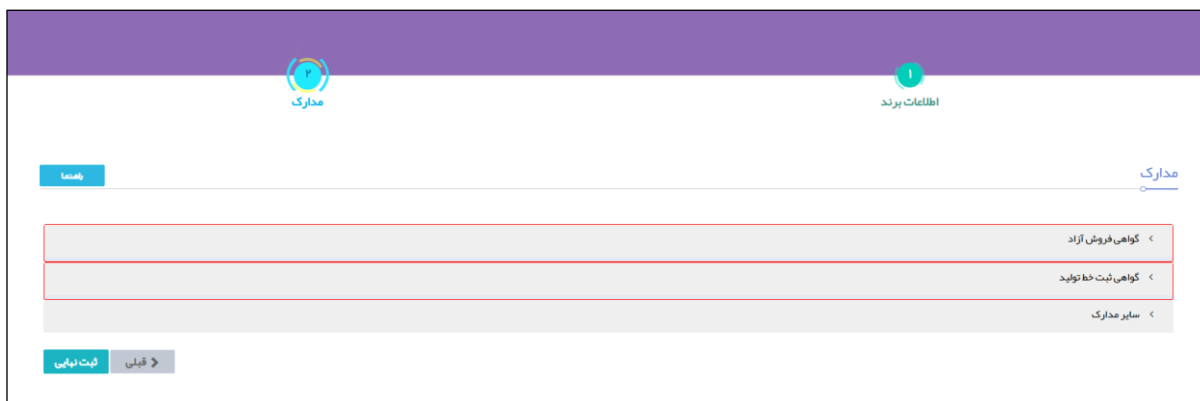 ۱
اطلاعات برند
۲
مدارک
مدارک
راهنما
گواهی فروش آزاد
گواهی ثبت خط تولید
سایر مدارک
قبلی
ثبت نهایی